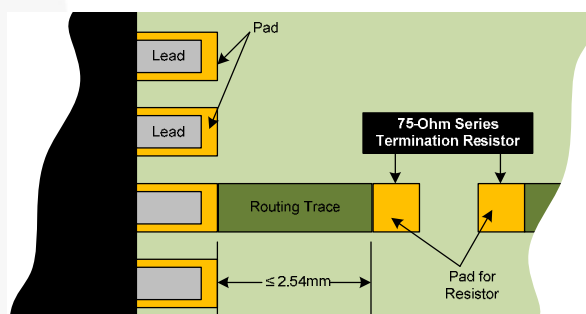 Pad
Lead
Lead
75-Ohm Series
Termination Resistor
Routing Trace
≤ 2.54mm
Pad for
Resistor